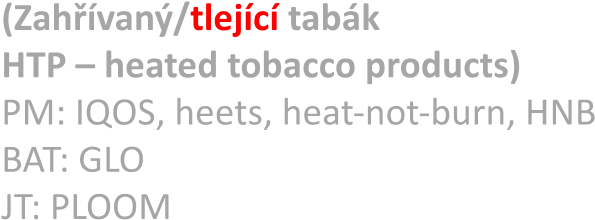 (Zahřívaný/tlející tabák
HTP – heated tobacco products)
PM: IQOS, heets, heat-not-burn, HNB
BAT: GLO
JT: PLOOM